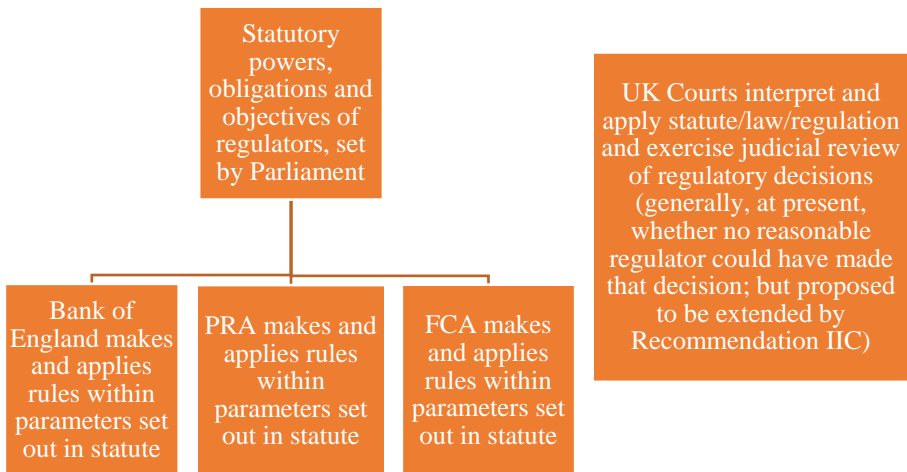 Statutory
powers,
obligations and
objectives of
regulators, set
by Parliament
UK Courts interpret and
apply statute/law/regulation
and exercise judicial review
of regulatory decisions
(generally, at present,
whether no reasonable
regulator could have made
that decision; but proposed
to be extended by
Recommendation IIC)
Bank of
England makes
and applies
rules within
parameters set
out in statute
PRA makes and
applies rules
within
parameters set
out in statute
FCA makes
and applies
rules within
parameters set
out in statute